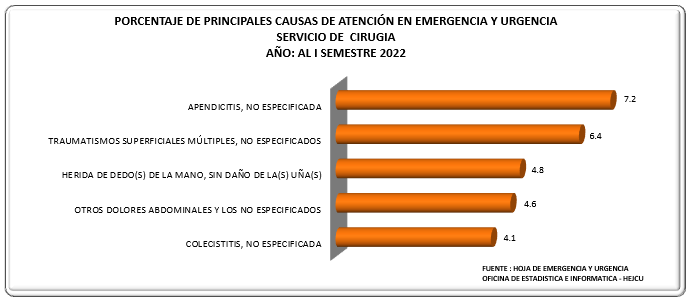 PORCENTAJE DE PRINCIPALES CAUSAS DE ATENCIÓN EN EMERGENCIA Y URGENCIA
SERVICIO DE CIRUGIA
AÑO: AL I SEMESTRE 2022
APENDICITIS, NO ESPECIFICADA 7.2
TRAUMATISMOS SUPERFICIALES MÚLTIPLES, NO ESPECIFICADOS 6.4
HERIDA DE DEDO(S) DE LA MANO, SIN DAÑO DE LA(S) UÑA(S) 4.8
OTROS DOLORES ABDOMINALES Y LOS NO ESPECIFICADOS 4.6
COLECISTITIS, NO ESPECIFICADA 4.1
FUENTE : HOJA DE EMERGENCIA Y URGENCIA
OFICINA DE ESTADISTICA E INFORMATICA - HEJCU